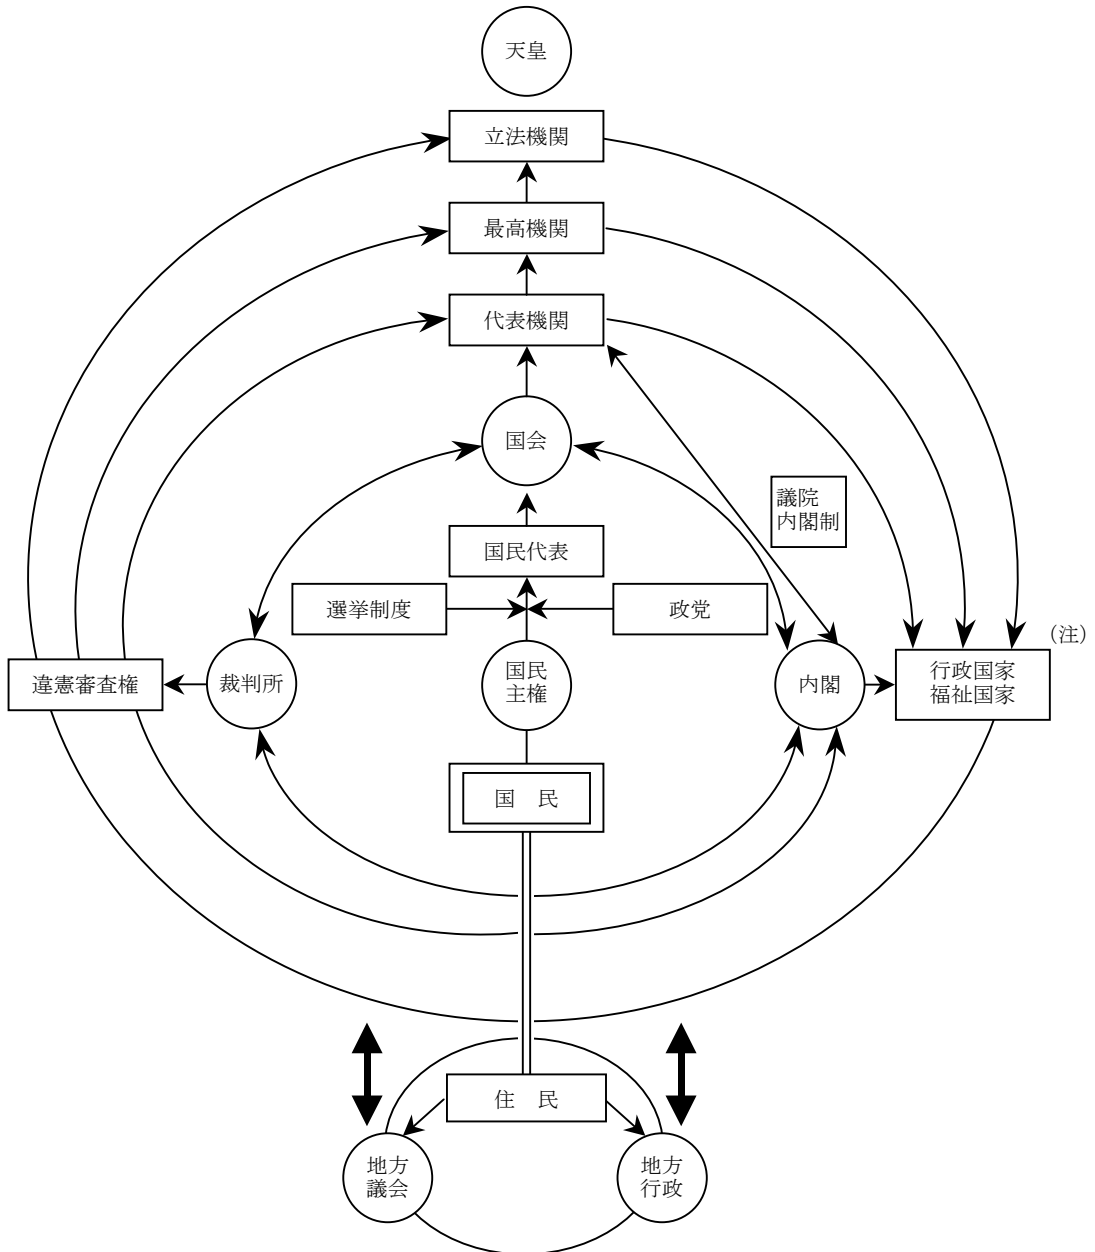 天皇
立法機関
最高機関
代表機関
国会
議院
内閣制
国民代表
選挙制度
政党
(注)
違憲審査権
裁判所
国民
主権
内閣
行政国家
福祉国家
国　民
住　民
地方
議会
地方
行政